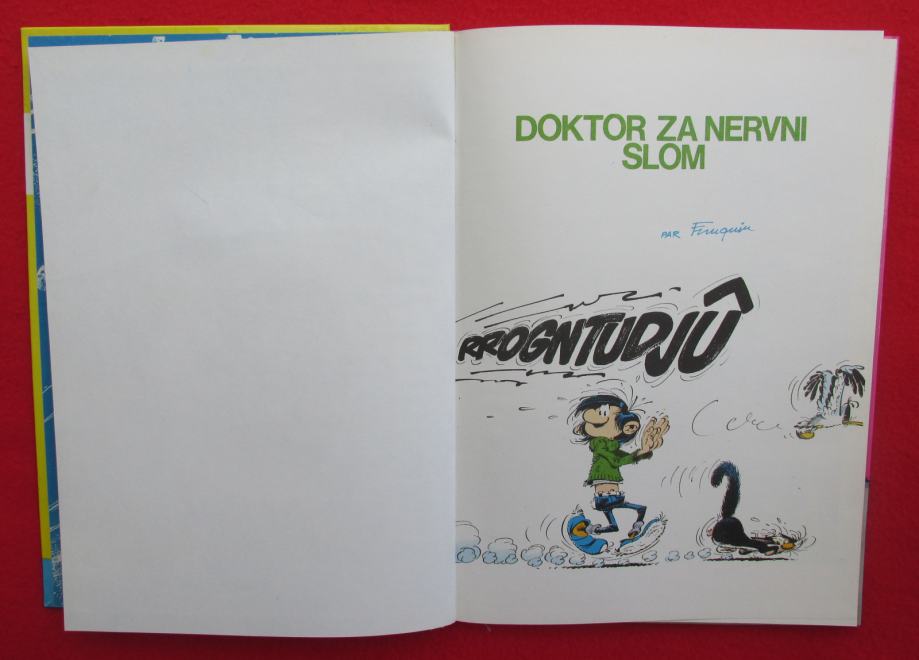 DOKTOR ZA NERVNI
SLOM
PAR Franquin
RROGNTUDJÛ